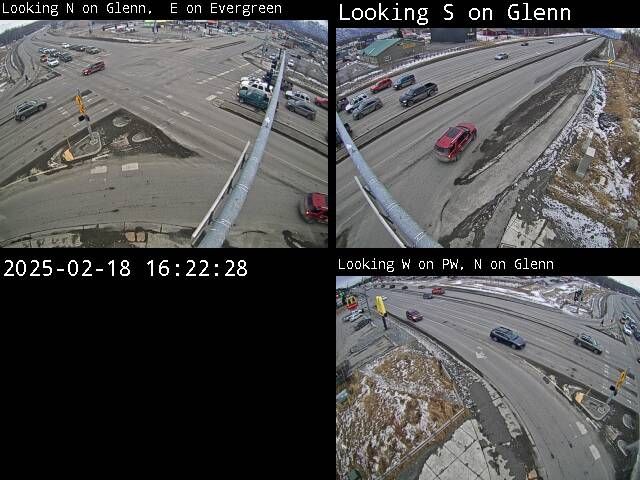 Looking N on Glenn,  E on Evergreen
Looking S on Glenn
2025-02-18 16:22:28
Looking W on PW, N on Glenn